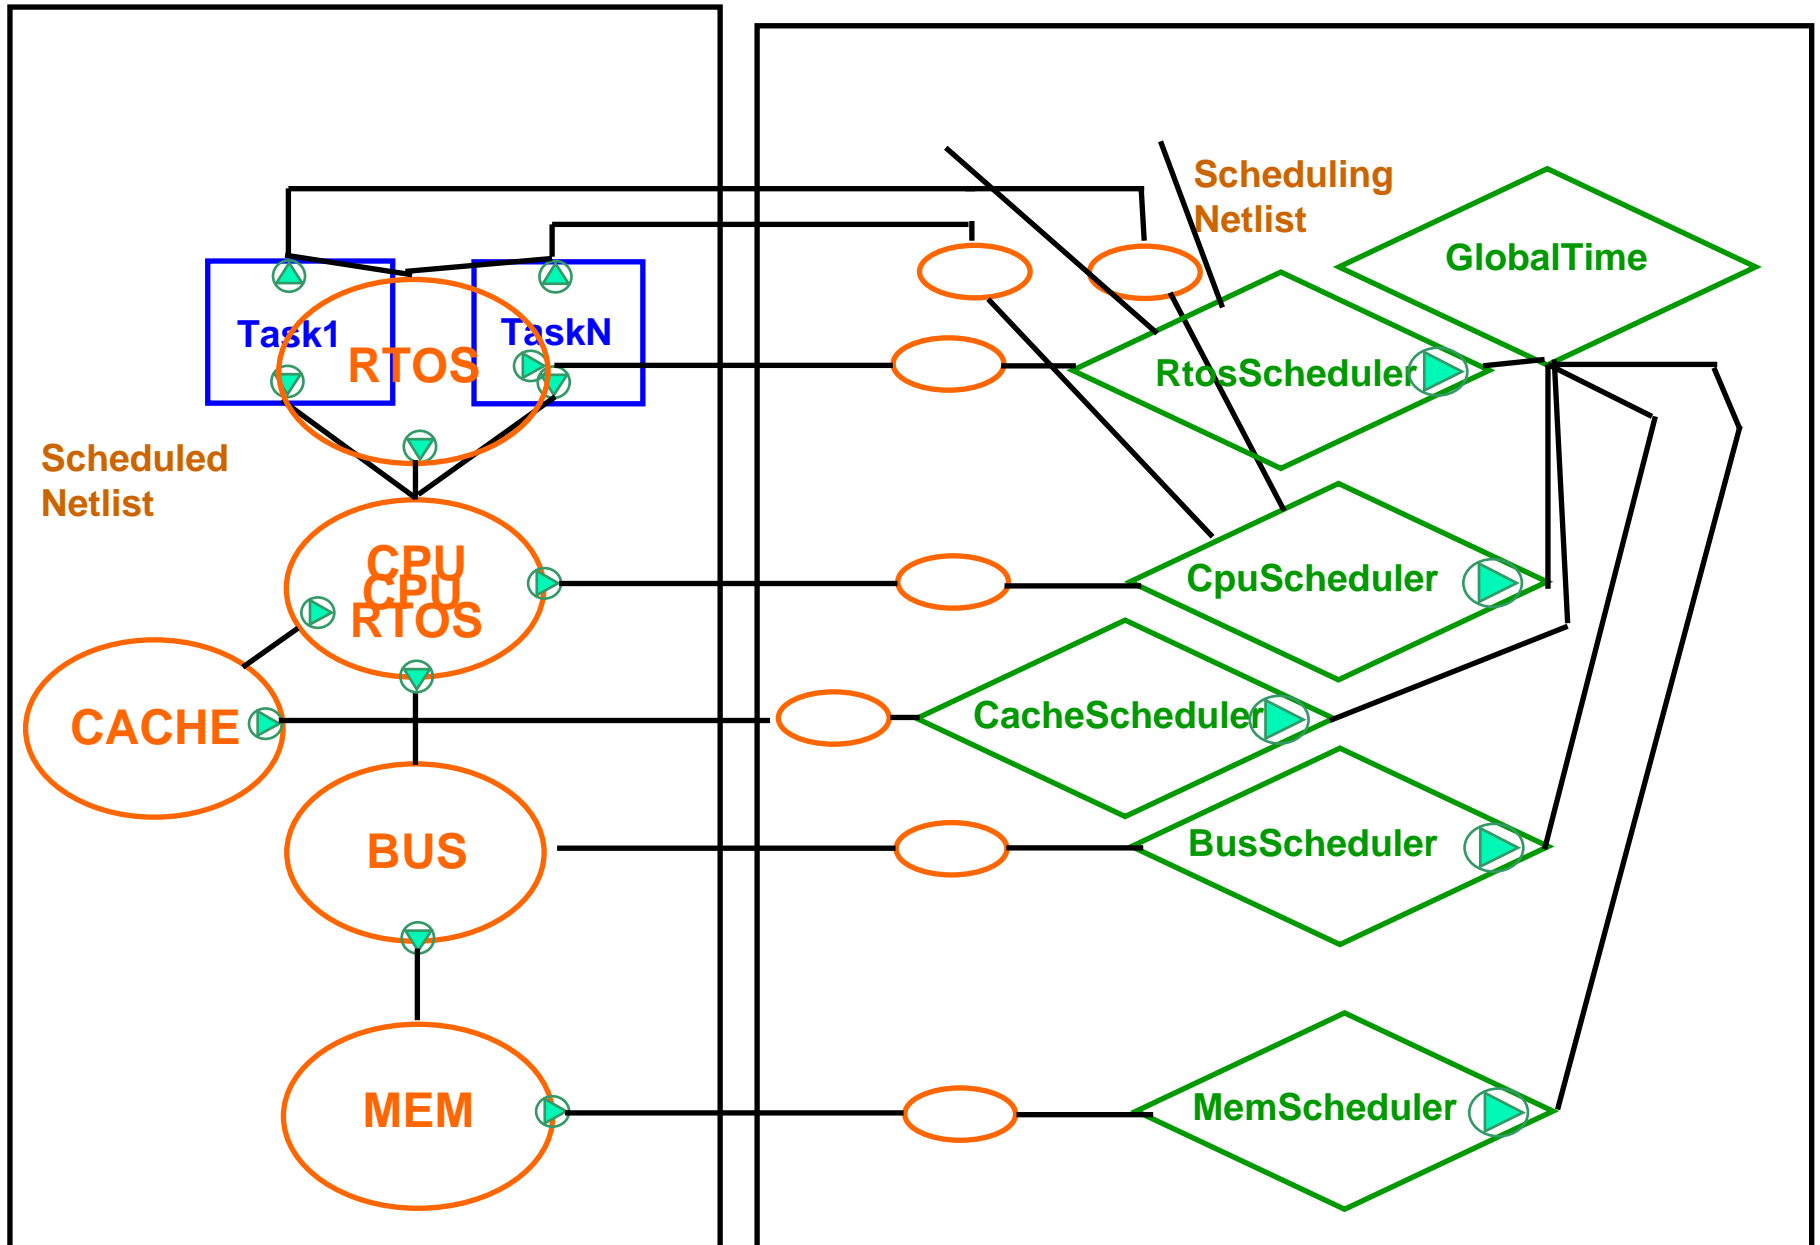 Scheduling
Netlist
GlobalTime
Task1
TaskN
RTOS
RtosScheduler
Scheduled
Netlist
CPU
CPU
RTOS
CpuScheduler
CACHE
CacheScheduler
BUS
BusScheduler
MEM
MemScheduler